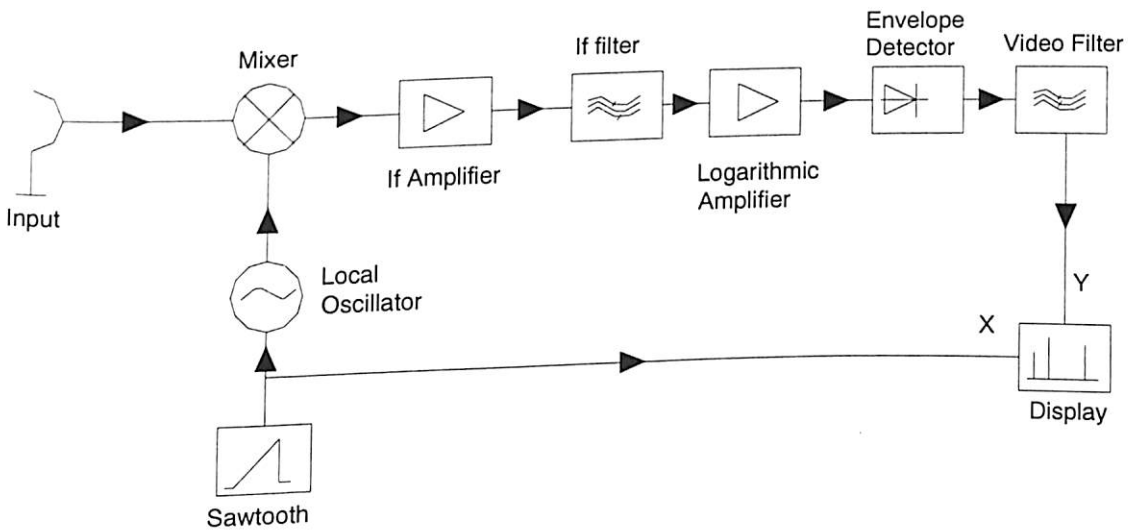 Mixer
If filter
Envelope
Detector
Video Filter
If Amplifier
Logarithmic
Amplifier
Input
Local
Oscillator
Y
X
Display
Sawtooth